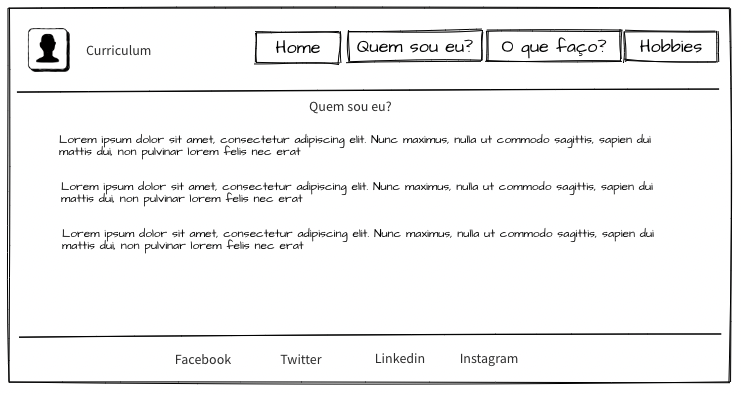 Curriculum
Home
Quem sou eu?
O que faço?
Hobbies
Quem sou eu?
Lorem ipsum dolor sit amet, consectetur adipiscing elit. Nunc maximus, nulla ut commodo sagittis, sapien dui
mattis dui, non pulvinar lorem felis nec erat
Lorem ipsum dolor sit amet, consectetur adipiscing elit. Nunc maximus, nulla ut commodo sagittis, sapien dui
mattis dui, non pulvinar lorem felis nec erat
Lorem ipsum dolor sit amet, consectetur adipiscing elit. Nunc maximus, nulla ut commodo sagittis, sapien dui
mattis dui, non pulvinar lorem felis nec erat
Facebook
Twitter
Linkedin
Instagram